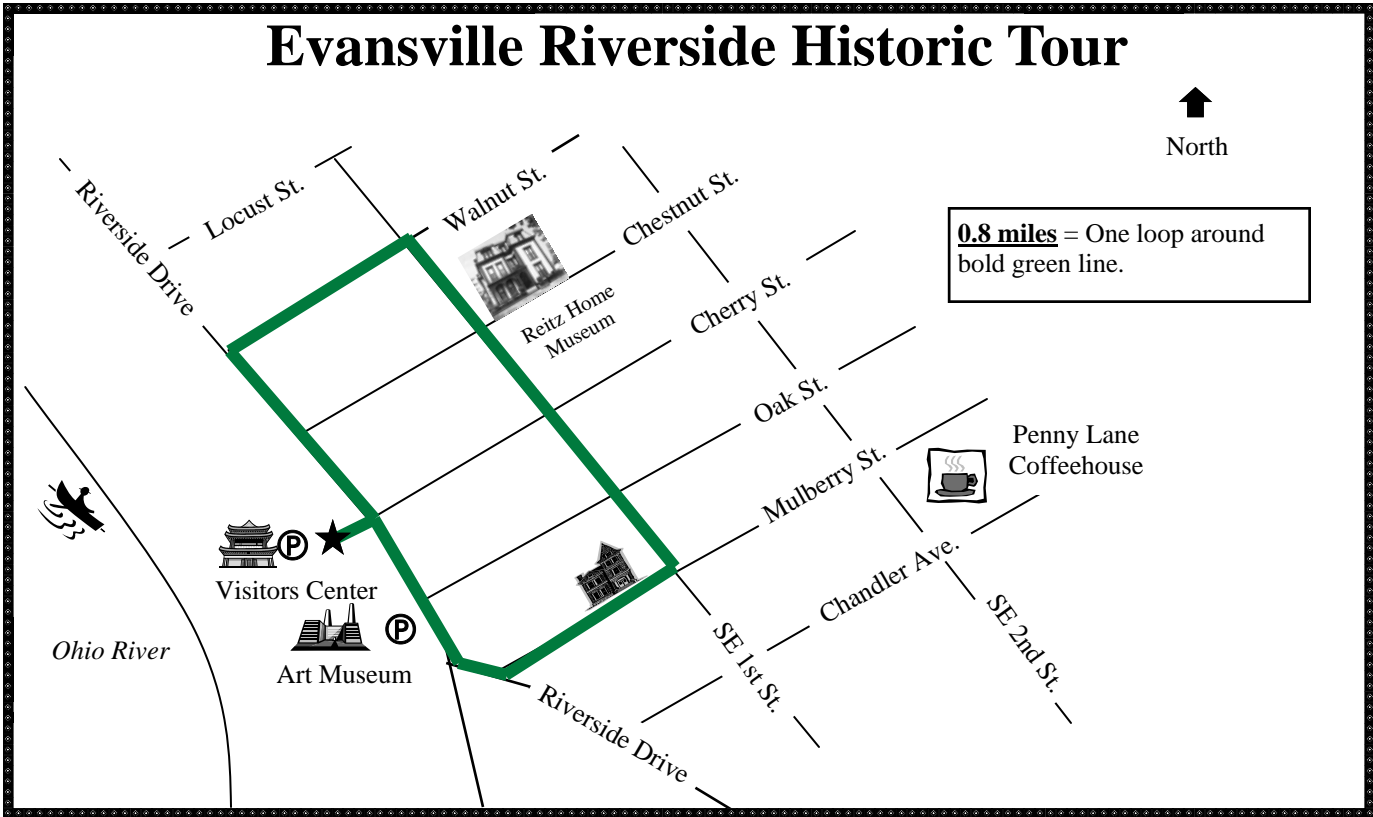 Evansville Riverside Historic Tour
North
Riverside Drive
Locust St.
Walnut St.
Chestnut St.
0.8 miles = One loop around
bold green line.
Reitz Home
Museum
Cherry St.
Oak St.
Mulberry St.
Penny Lane
Coffeehouse
P
Visitors Center
P
Art Museum
Ohio River
Chandler Ave.
SE 1st St.
SE 2nd St.
Riverside Drive